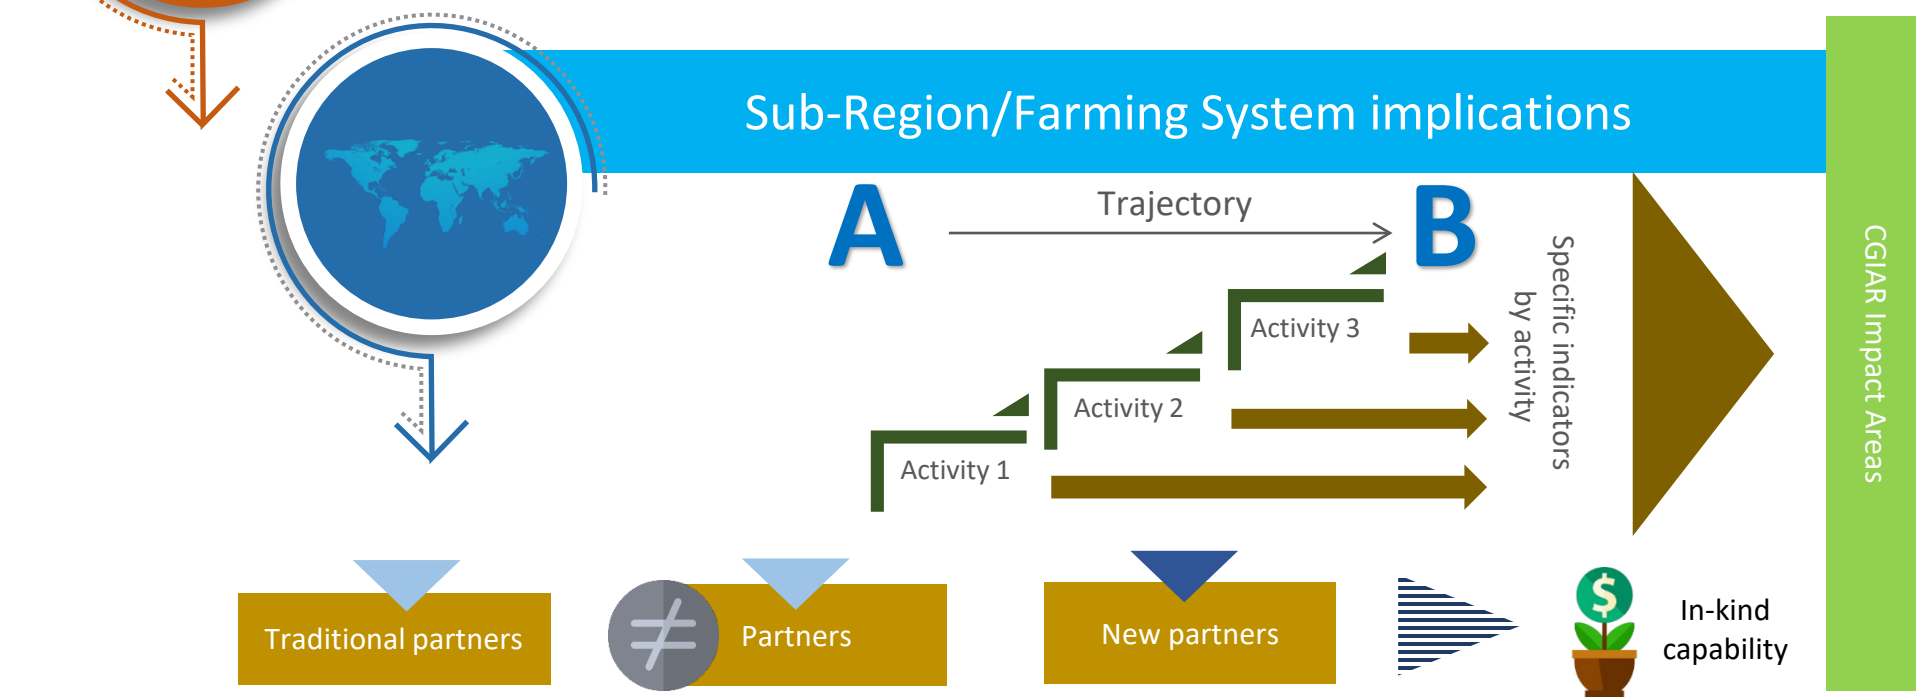 Sub-Region/Farming System implications
A
Trajectory
B
Activity 3
Activity 2
Activity 1
Specific indicators
by activity
CGIAR Impact Areas
Traditional partners
≠
Partners
New partners
$
In-kind
capability